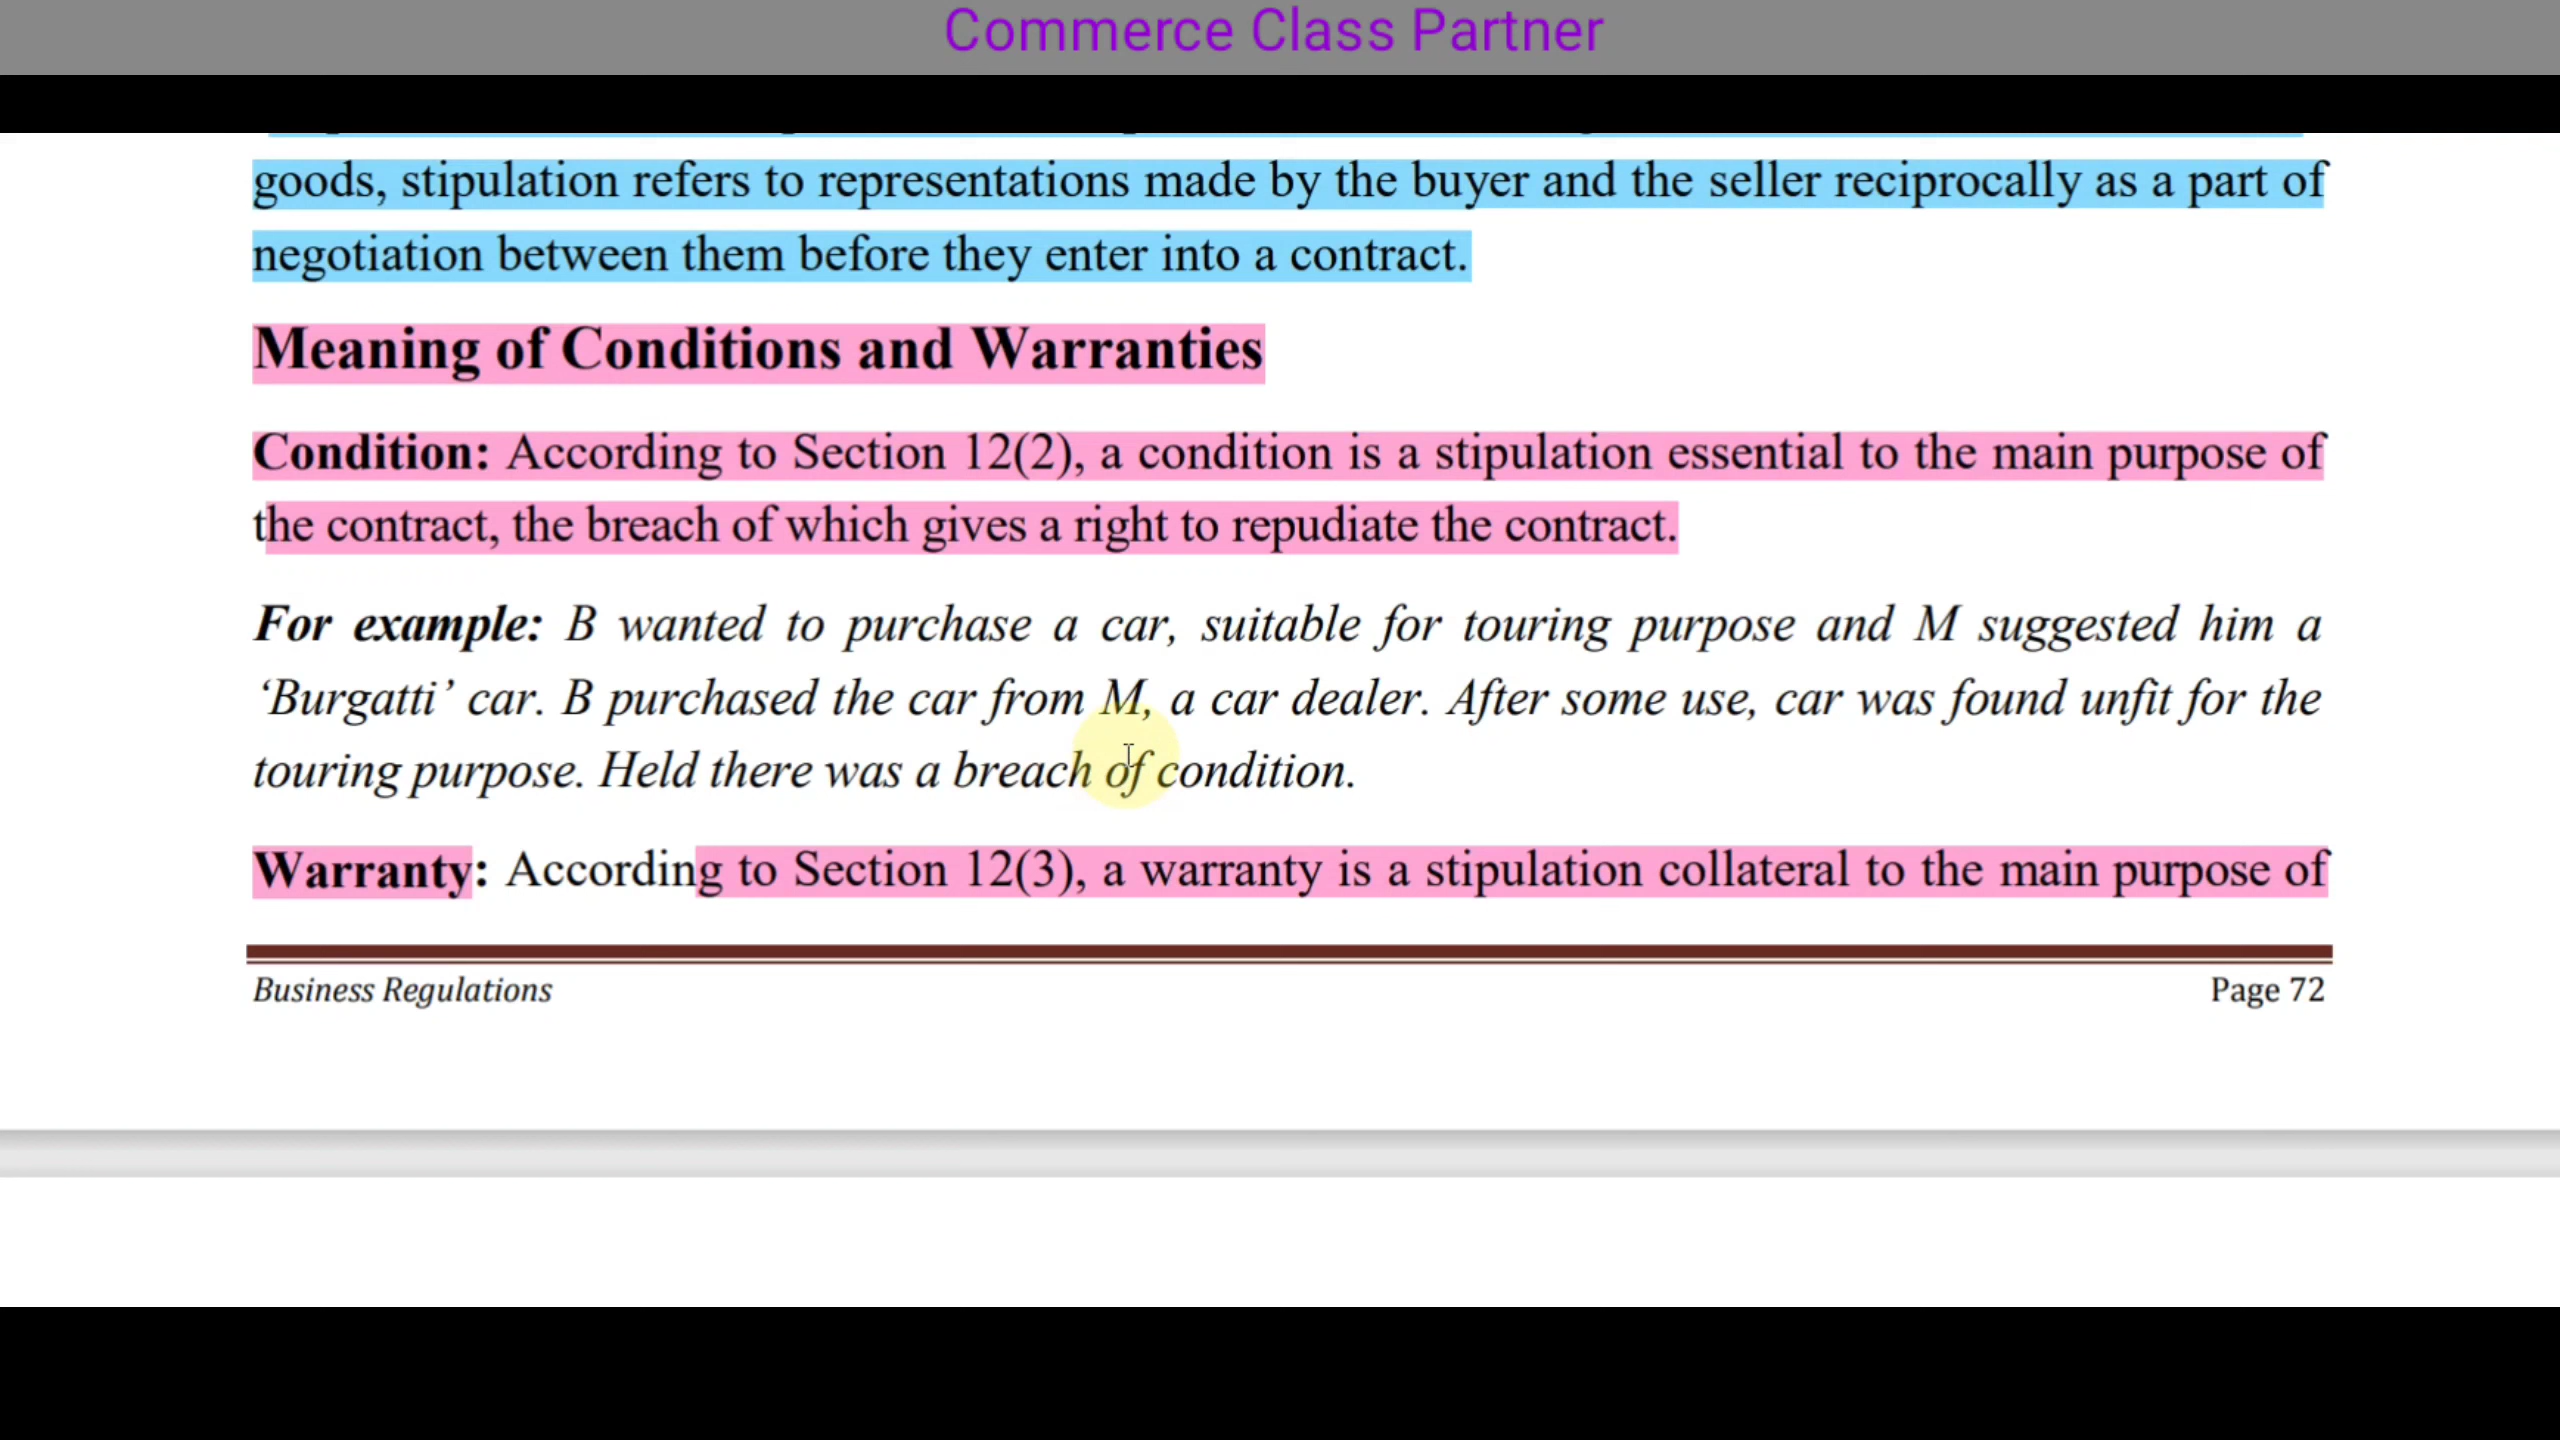 Commerce Class Partner
goods, stipulation refers to representations made by the buyer and the seller reciprocally as a part of
negotiation between them before they enter into a contract.
Meaning of Conditions and Warranties
Condition: According to Section 12(2), a condition is a stipulation essential to the main purpose of
the contract, the breach of which gives a right to repudiate the contract.
For example: B wanted to purchase a car, suitable for touring purpose and M suggested him a
‘Burgatti’ car. B purchased the car from M, a car dealer. After some use, car was found unfit for the
touring purpose. Held there was a breach of condition.
Warranty: According to Section 12(3), a warranty is a stipulation collateral to the main purpose of
Business Regulations
Page 72